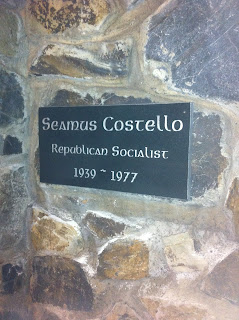 Seamus Costello
Republican Socialist
1939 ~ 1977